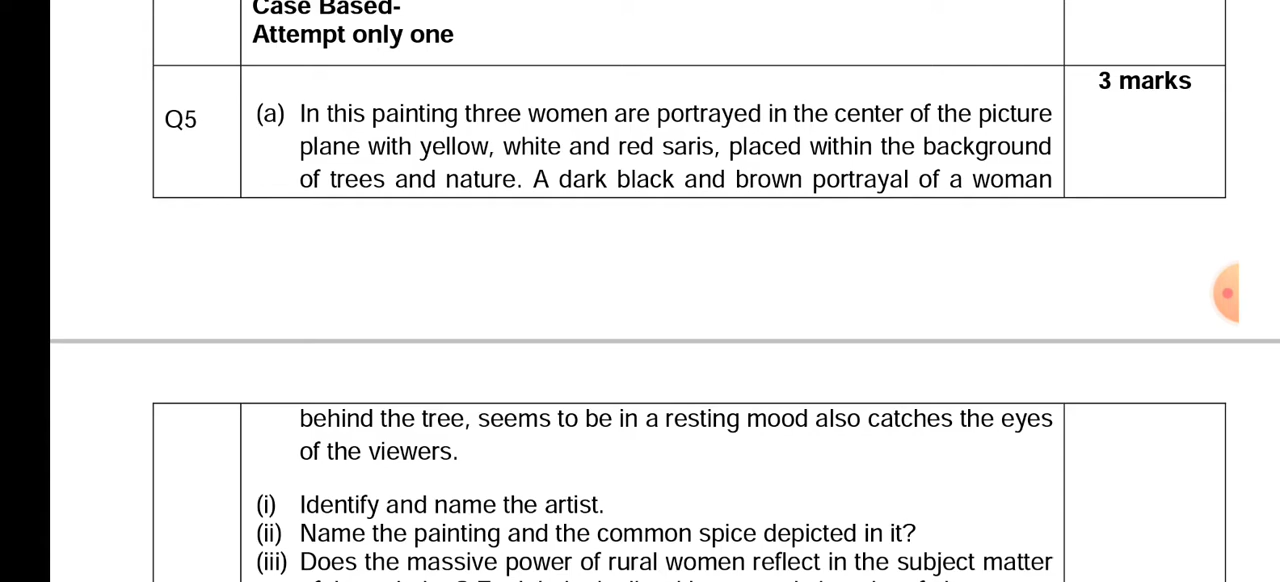 Case Based-
Attempt only one
3 marks
Q5
(a) In this painting three women are portrayed in the center of the picture
plane with yellow, white and red saris, placed within the background
of trees and nature. A dark black and brown portrayal of a woman
behind the tree, seems to be in a resting mood also catches the eyes
of the viewers.
(i) Identify and name the artist.
(ii) Name the painting and the common spice depicted in it?
(iii) Does the massive power of rural women reflect in the subject matter